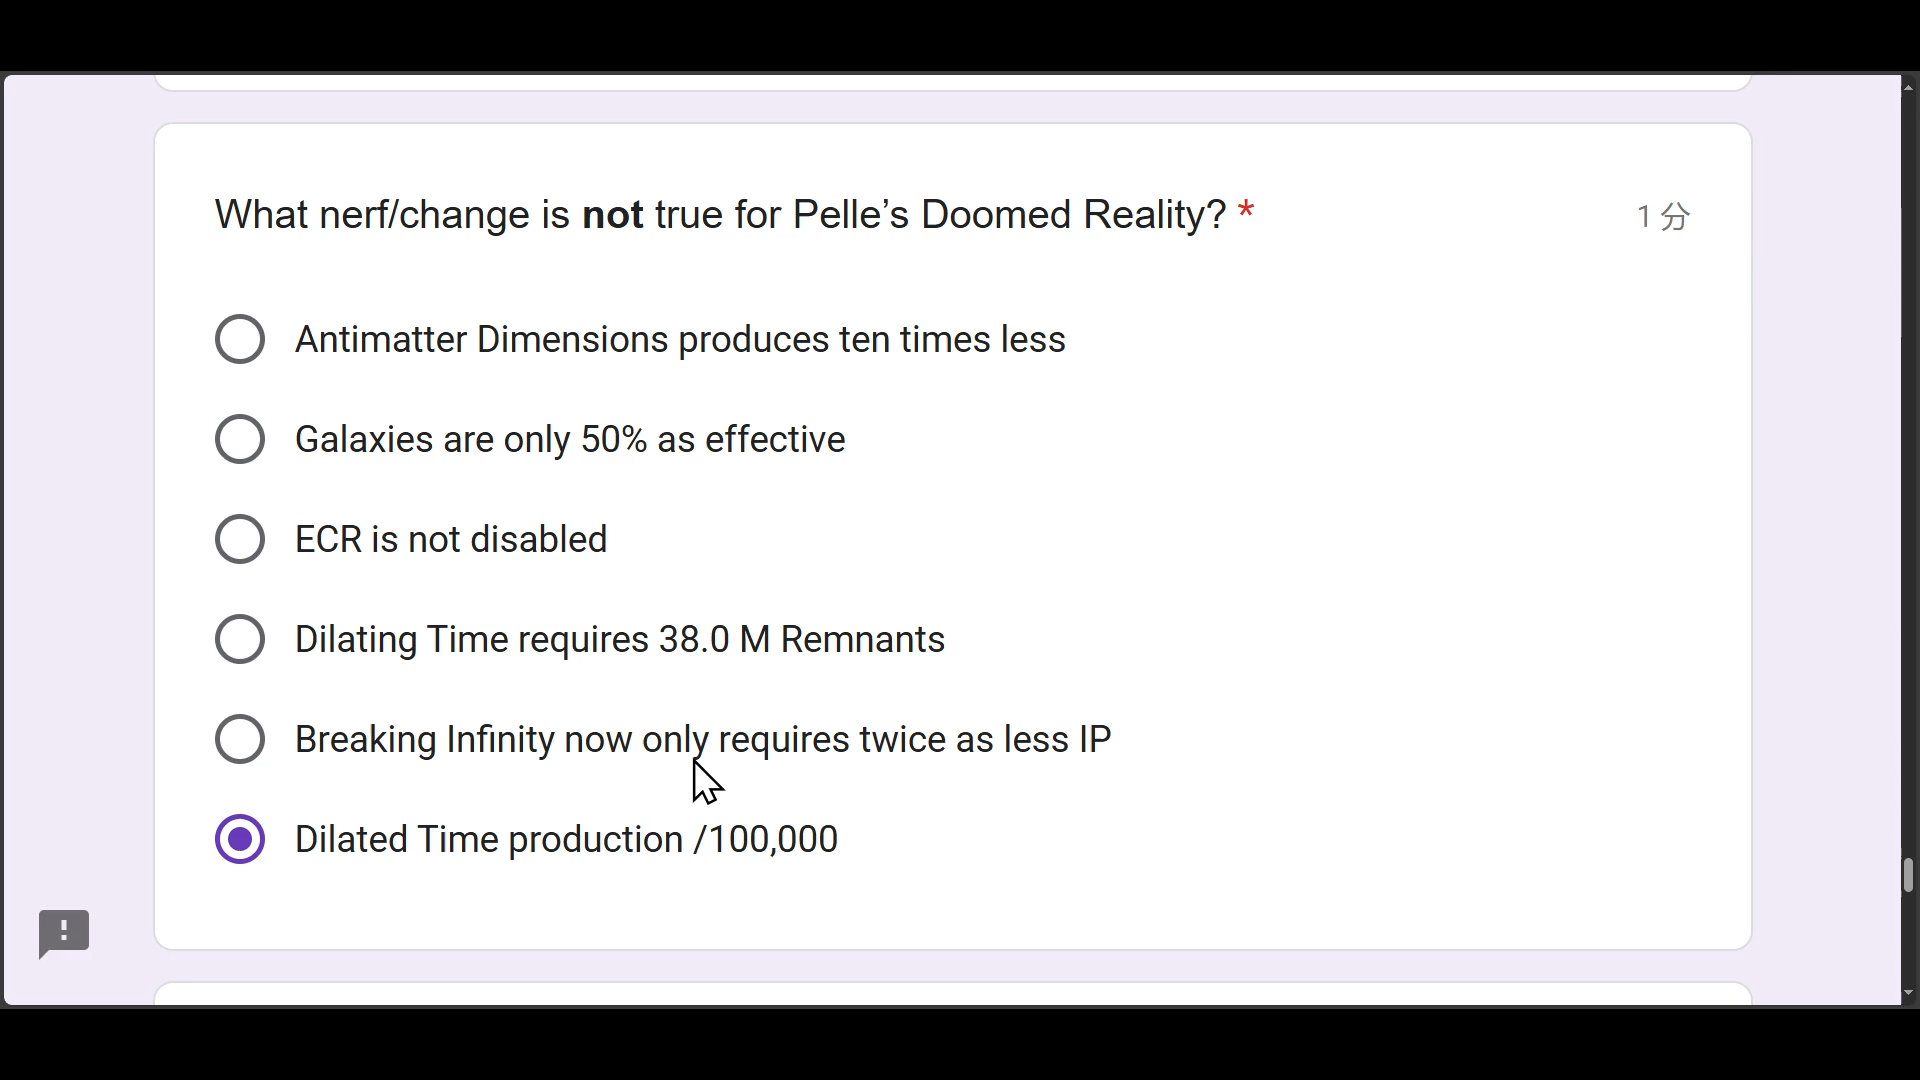 What nerf/change is not true for Pelle’s Doomed Reality? *
1 分
Antimatter Dimensions produces ten times less
Galaxies are only 50% as effective
ECR is not disabled
Dilating Time requires 38.0 M Remnants
Breaking Infinity now only requires twice as less IP
Dilated Time production /100,000